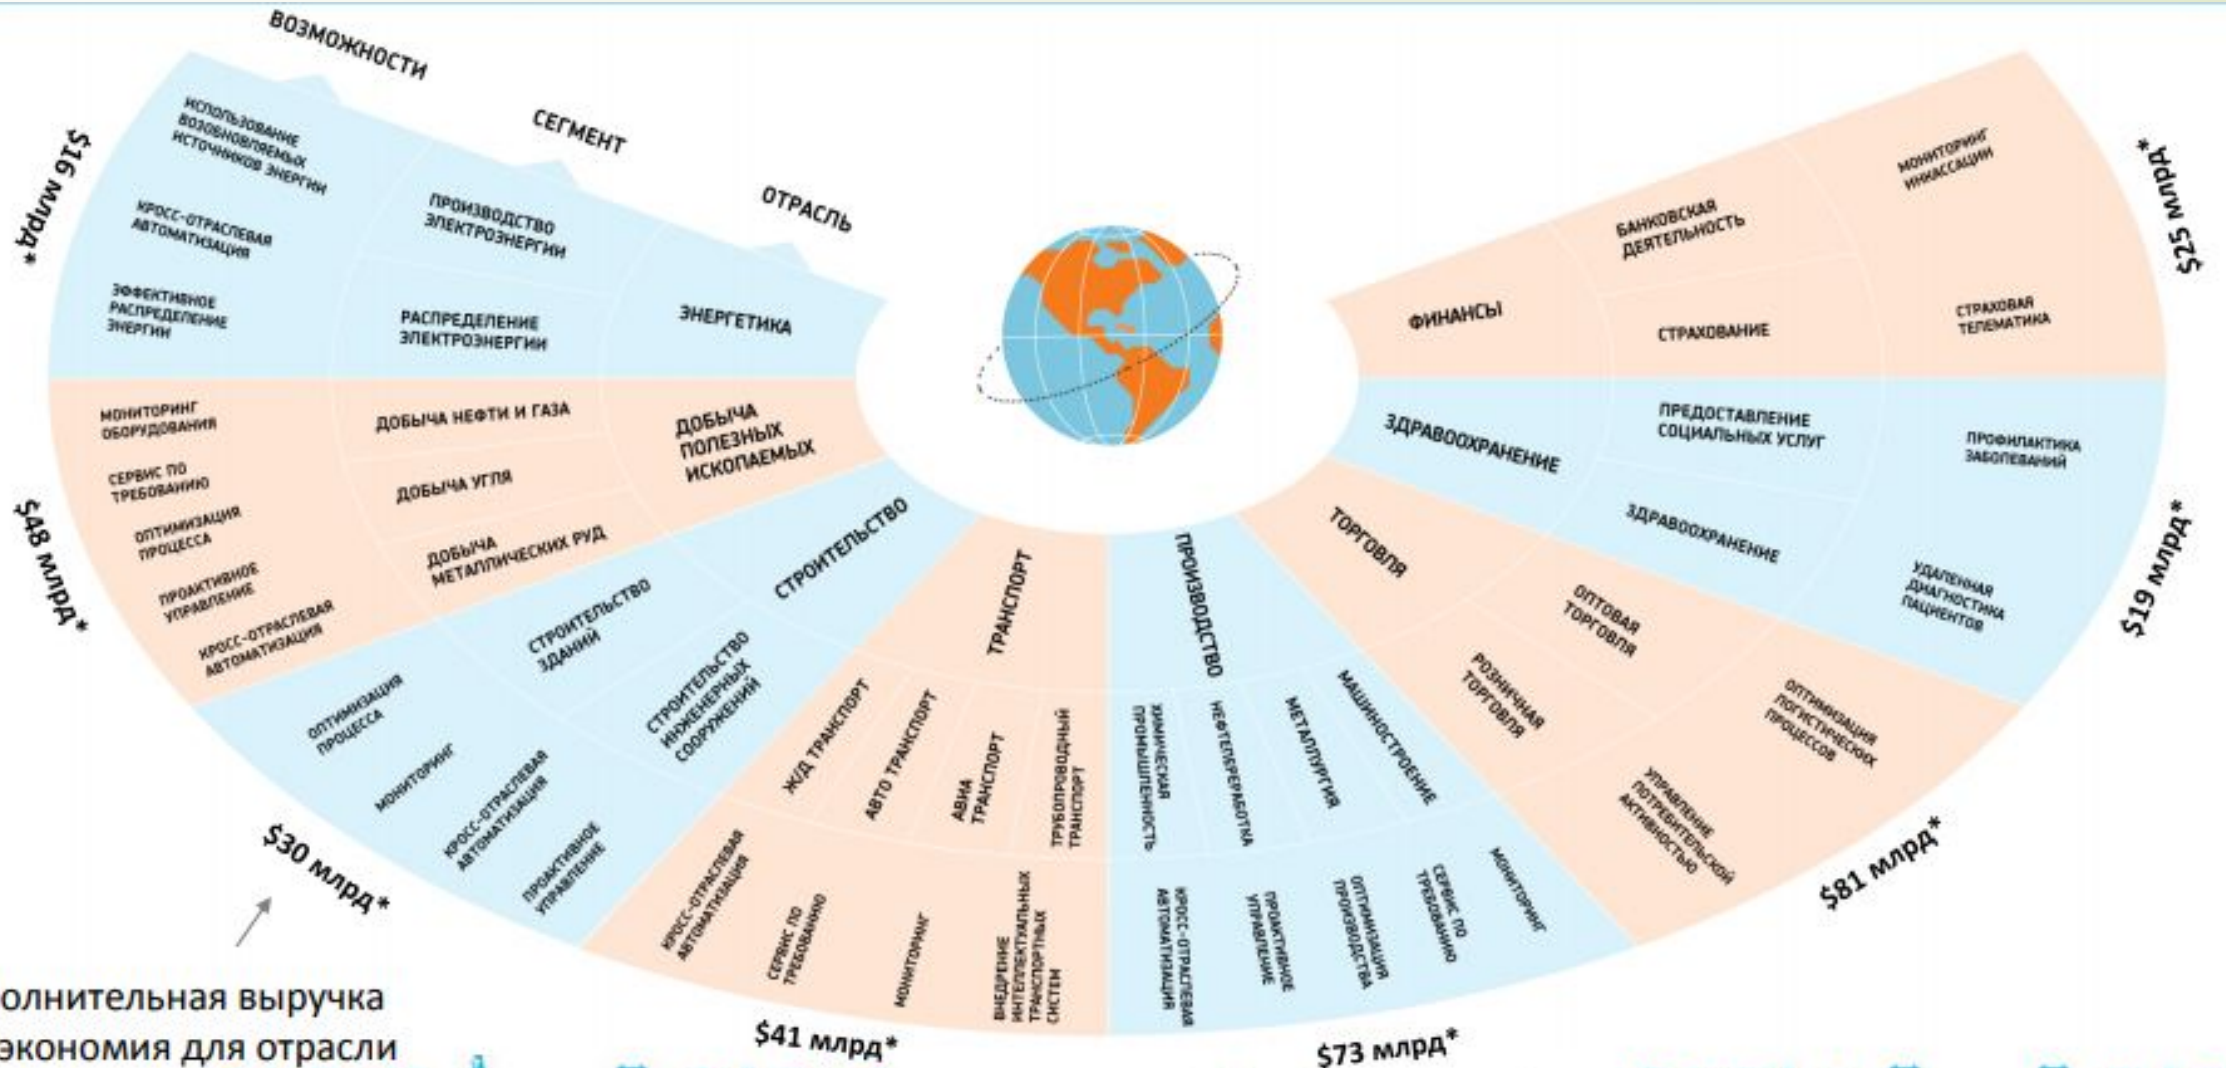 ВОЗМОЖНОСТИ
СЕГМЕНТ
ОТРАСЛЬ
$16 млрд*
ИСПОЛЬЗОВАНИЕ
ВОЗОБНОВЛЯЕМЫХ
ИСТОЧНИКОВ ЭНЕРГИИ
КРОСС-ОТРАСЛЕВАЯ
АВТОМАТИЗАЦИЯ
ЭФФЕКТИВНОЕ
РАСПРЕДЕЛЕНИЕ
ЭНЕРГИИ
ПРОИЗВОДСТВО
ЭЛЕКТРОЭНЕРГИИ
РАСПРЕДЕЛЕНИЕ
ЭЛЕКТРОЭНЕРГИИ
ЭНЕРГЕТИКА
$48 млрд*
МОНИТОРИНГ
ОБОРУДОВАНИЯ
СЕРВИС ПО
ТРЕБОВАНИЮ
ОПТИМИЗАЦИЯ
ПРОЦЕССА
ПРОАКТИВНОЕ
УПРАВЛЕНИЕ
КРОСС-ОТРАСЛЕВАЯ
АВТОМАТИЗАЦИЯ
ДОБЫЧА НЕФТИ И ГАЗА
ДОБЫЧА УГЛЯ
ДОБЫЧА
МЕТАЛЛИЧЕСКИХ РУД
ДОБЫЧА
ПОЛЕЗНЫХ
ИСКОПАЕМЫХ
$30 млрд*
ОПТИМИЗАЦИЯ
ПРОЦЕССА
МОНИТОРИНГ
КРОСС-ОТРАСЛЕВАЯ
АВТОМАТИЗАЦИЯ
ПРОАКТИВНОЕ
УПРАВЛЕНИЕ
СТРОИТЕЛЬСТВО
ЗДАНИЙ
СТРОИТЕЛЬСТВО
ИНЖЕНЕРНЫХ
СООРУЖЕНИЙ
СТРОИТЕЛЬСТВО
олнительная выручка
экономия для отрасли
$41 млрд*
КРОСС-ОТРАСЛЕВАЯ
АВТОМАТИЗАЦИЯ
СЕРВИС ПО
ТРЕБОВАНИЮ
МОНИТОРИНГ
ВНЕДРЕНИЕ
ИНТЕЛЛЕКТУАЛЬНЫХ
ТРАНСПОРТНЫХ
СИСТЕМ
Ж/Д ТРАНСПОРТ
АВТО ТРАНСПОРТ
АВИА
ТРАНСПОРТ
ТРУБОПРОВОДНЫЙ
ТРАНСПОРТ
ТРАНСПОРТ
$73 млрд*
ПРОИЗВОДСТВО
ХИМИЧЕСКАЯ
ПРОМЫШЛЕННОСТЬ
НЕФТЕПЕРЕРАБОТКА
МЕТАЛЛУРГИЯ
МАШИНОСТРОЕНИЕ
КРОСС-ОТРАСЛЕВАЯ
АВТОМАТИЗАЦИЯ
ПРОАКТИВНОЕ
УПРАВЛЕНИЕ
ОПТИМИЗАЦИЯ
ПРОИЗВОДСТВА
СЕРВИС ПО
ТРЕБОВАНИЮ
МОНИТОРИНГ
$81 млрд*
ТОРГОВЛЯ
ОПТОВАЯ
ТОРГОВЛЯ
РОЗНИЧНАЯ
ТОРГОВЛЯ
ОПТИМИЗАЦИЯ
ЛОГИСТИЧЕСКИХ
ПРОЦЕССОВ
УПРАВЛЕНИЕ
ПОТРЕБИТЕЛЬСКОЙ
АКТИВНОСТЬЮ
$19 млрд*
ЗДРАВООХРАНЕНИЕ
ПРЕДОСТАВЛЕНИЕ
СОЦИАЛЬНЫХ УСЛУГ
ЗДРАВООХРАНЕНИЕ
ПРОФИЛАКТИКА
ЗАБОЛЕВАНИЙ
УДАЛЕННАЯ
ДИАГНОСТИКА
ПАЦИЕНТОВ
$25 млрд*
ФИНАНСЫ
БАНКОВСКАЯ
ДЕЯТЕЛЬНОСТЬ
СТРАХОВАНИЕ
МОНИТОРИНГ
ИНКАССАЦИИ
СТРАХОВАЯ
ТЕЛЕМАТИКА